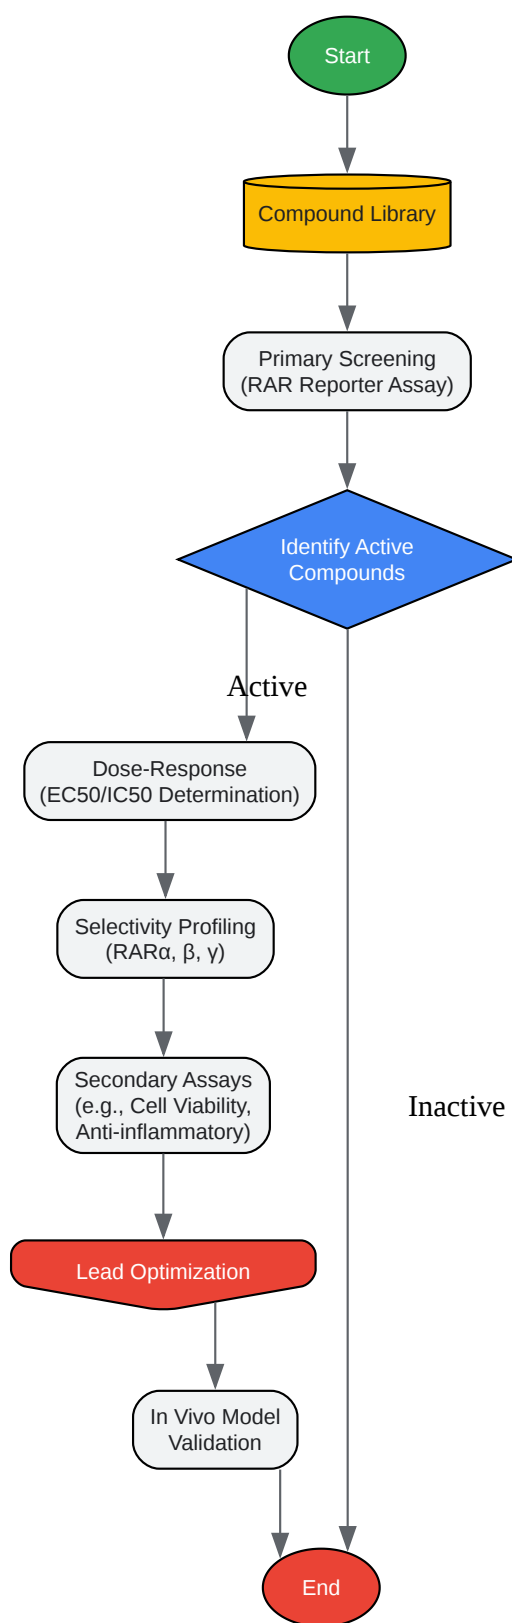 Start
Compound Library
Primary Screening
(RAR Reporter Assay)
Identify Active
Compounds
Active
Dose-Response
(EC50/IC50 Determination)
Selectivity Profiling
(RARα, β, γ)
Secondary Assays
(e.g., Cell Viability,
Anti-inflammatory)
Inactive
Lead Optimization
In Vivo Model
Validation
End